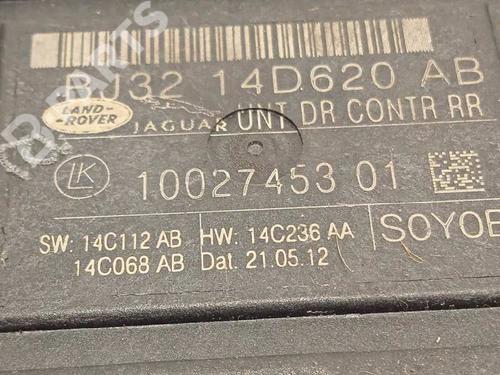 BJ32 14D620 AB
LAND-ROVER
JAGUAR UNT DR CONTR RR
LK 10027453 01
SW: 14C112 AB HW: 14C236 AA
14C068 AB Dat. 21.05.12
SOYOE